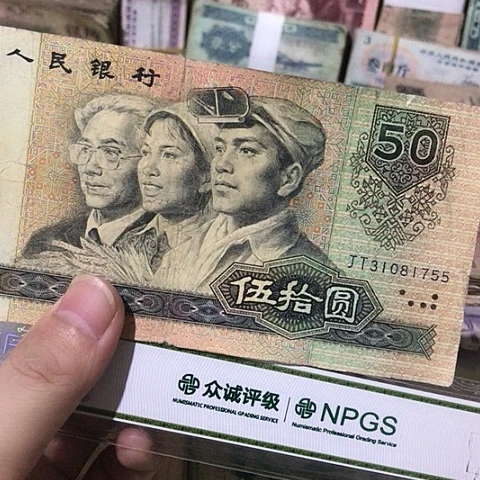 人民银行
50
JT31081755
伍拾圆
众诚评级
NUMISMATIC PROFESSIONAL GRADING SERVICE
NPGS
Numismatic Professional Grading Service